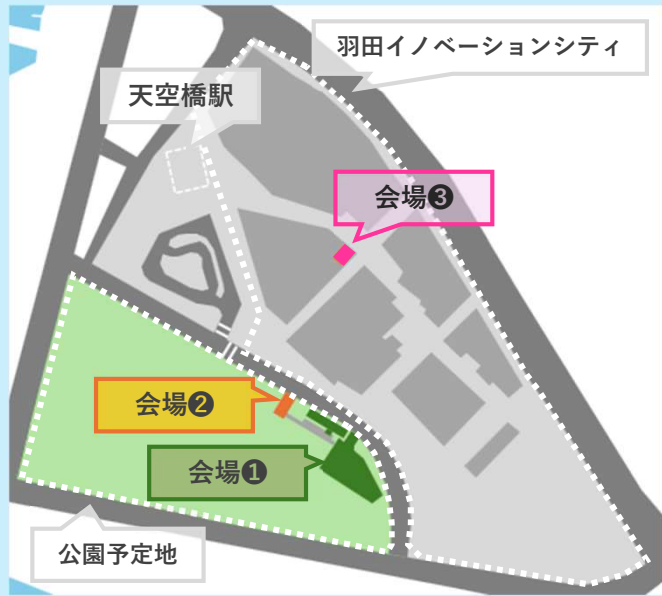 羽田イノベーションシティ
天空橋駅
会場❸
会場❷
会場❶
公園予定地